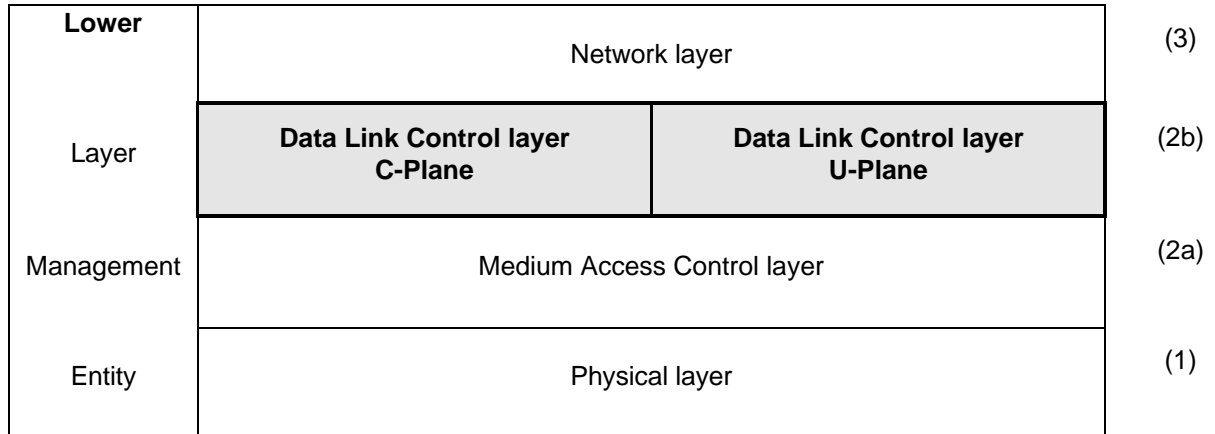 Lower
Network layer
(3)
Layer
Data Link Control layer
C-Plane
Data Link Control layer
U-Plane
(2b)
Management
Medium Access Control layer
(2a)
Entity
Physical layer
(1)